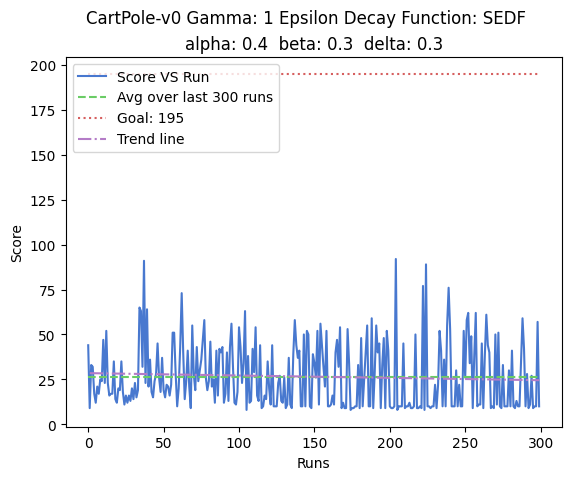 CartPole-v0 Gamma: 1 Epsilon Decay Function: SEDF
alpha: 0.4  beta: 0.3  delta: 0.3
Score VS Run
Avg over last 300 runs
Goal: 195
Trend line
200
175
150
125
100
75
50
25
0
Score
0
50
100
150
200
250
300
Runs